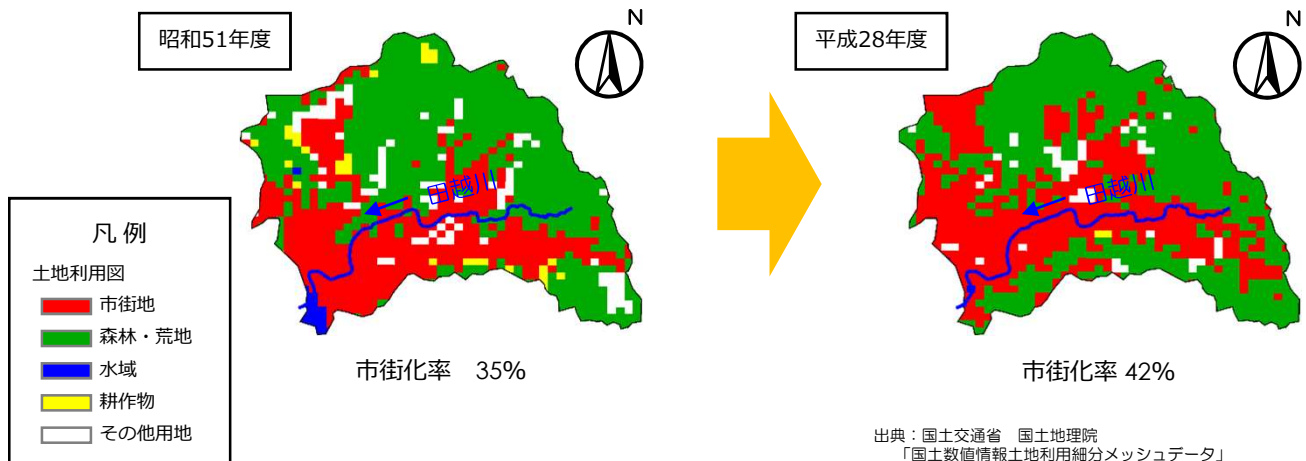 昭和51年度
N
田越川
市街化率　35%
凡 例
土地利用図
市街地
森林・荒地
水域
耕作物
その他用地
平成28年度
N
田越川
市街化率 42%
出典：国土交通省　国土地理院
「国土数値情報土地利用細分メッシュデータ」